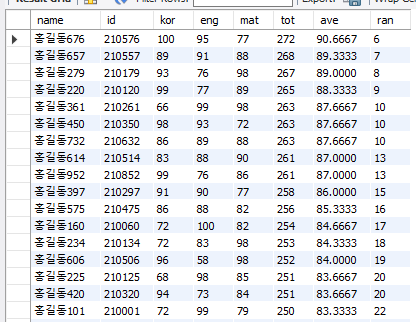 Result Grid Filter Rows: Export: Wrap Cell
name id kor eng mat tot ave ran
홍길동676 210576 100 95 77 272 90.6667 6
홍길동657 210557 89 91 88 268 89.3333 7
홍길동279 210179 93 76 98 267 89.0000 8
홍길동220 210120 99 77 89 265 88.3333 9
홍길동361 210261 66 99 98 263 87.6667 10
홍길동450 210350 98 93 72 263 87.6667 10
홍길동732 210632 86 89 88 263 87.6667 10
홍길동614 210514 83 88 90 261 87.0000 13
홍길동952 210852 99 76 86 261 87.0000 13
홍길동397 210297 91 90 77 258 86.0000 15
홍길동575 210475 86 88 82 256 85.3333 16
홍길동160 210060 72 100 82 254 84.6667 17
홍길동234 210134 72 83 98 253 84.3333 18
홍길동606 210506 96 58 98 252 84.0000 19
홍길동225 210125 68 98 85 251 83.6667 20
홍길동420 210320 94 73 84 251 83.6667 20
홍길동101 210001 72 99 79 250 83.3333 22